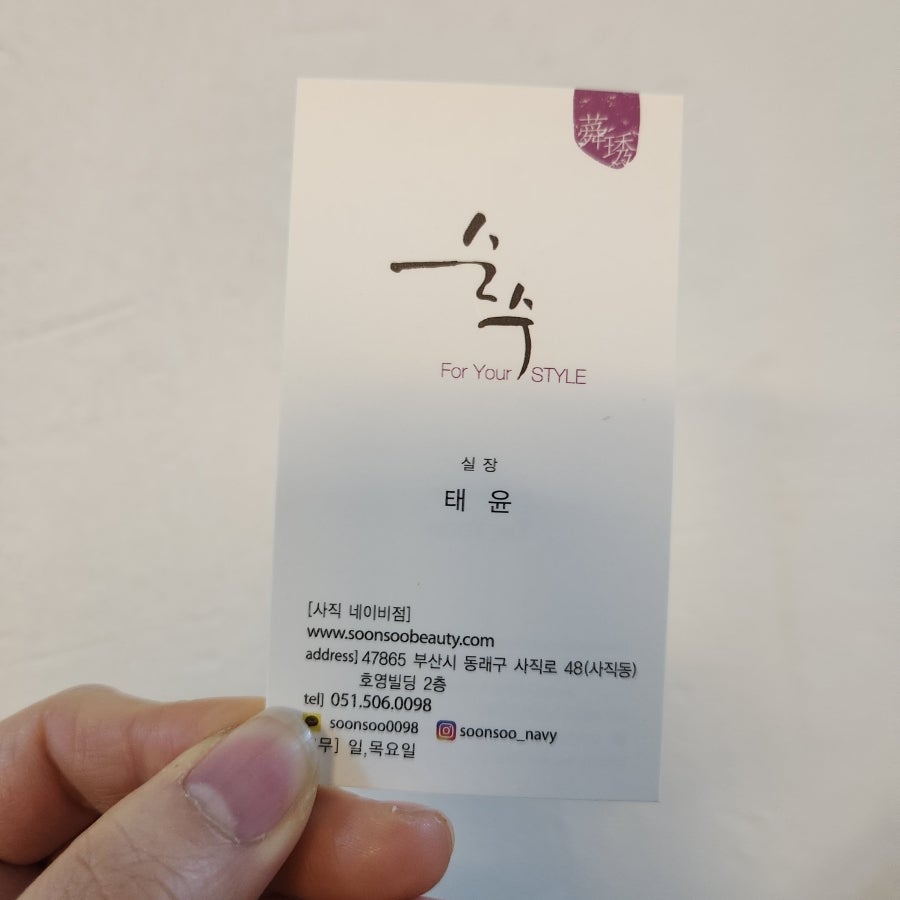 蕣琇
순수
For Your STYLE
실 장
태 윤
[사직 네이비점]
www.soonsoobeauty.com
address] 47865 부산시 동래구 사직로 48(사직동)
호영빌딩 2층
tel] 051.506.0098
soonsoo0098 soonsoo_navy
무] 일,목요일